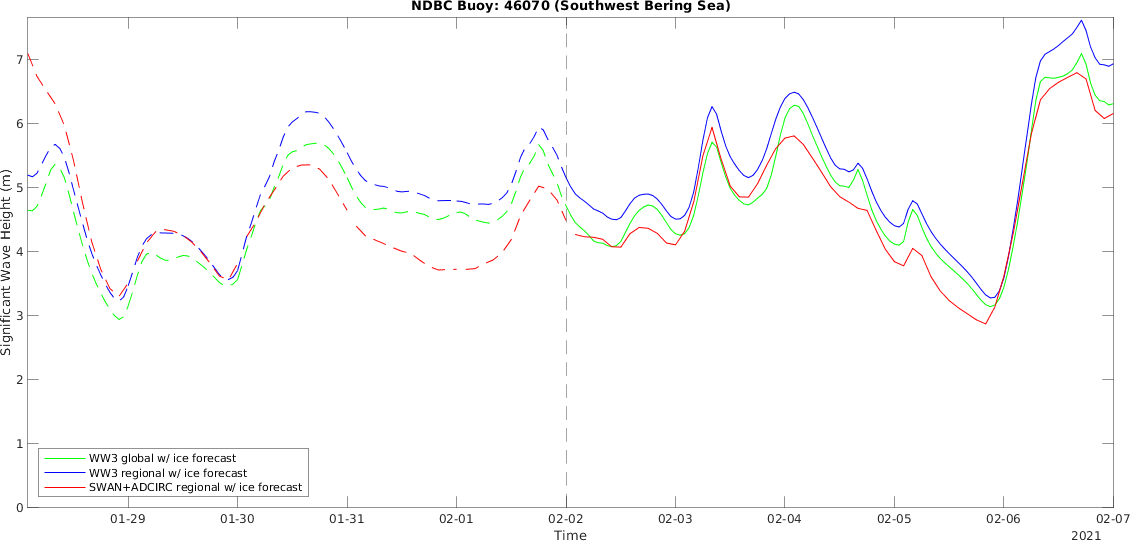 NDBC Buoy: 46070 (Southwest Bering Sea)
7
6
5
4
3
2
1
0
Significant Wave Height (m)
WW3 global w/ ice forecast
WW3 regional w/ ice forecast
SWAN+ADCIRC regional w/ ice forecast
01-29 01-30 01-31 02-01 02-02 02-03 02-04 02-05 02-06 02-07
Time 2021